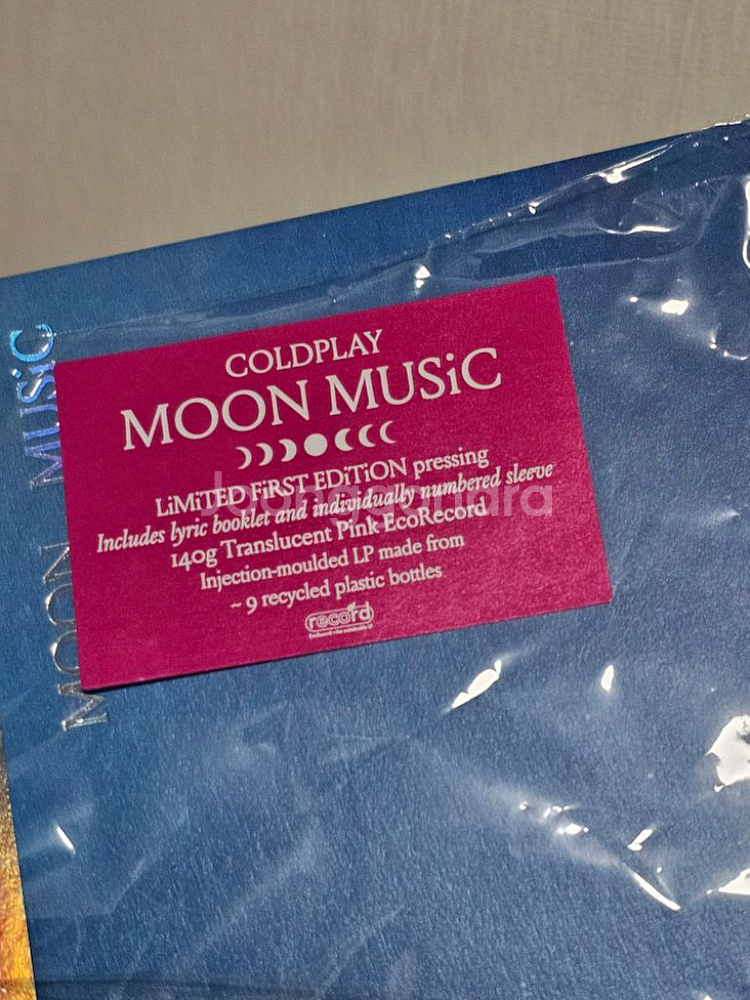 COLDPLAY
MOON MUSiC
LiMiTED FiRST EDiTiON pressing
Includes lyric booklet and individually numbered sleeve
140g Translucent Pink EcoRecord
Injection-moulded LP made from
~ 9 recycled plastic bottles
record
MOON MUSiC
Joonggonara